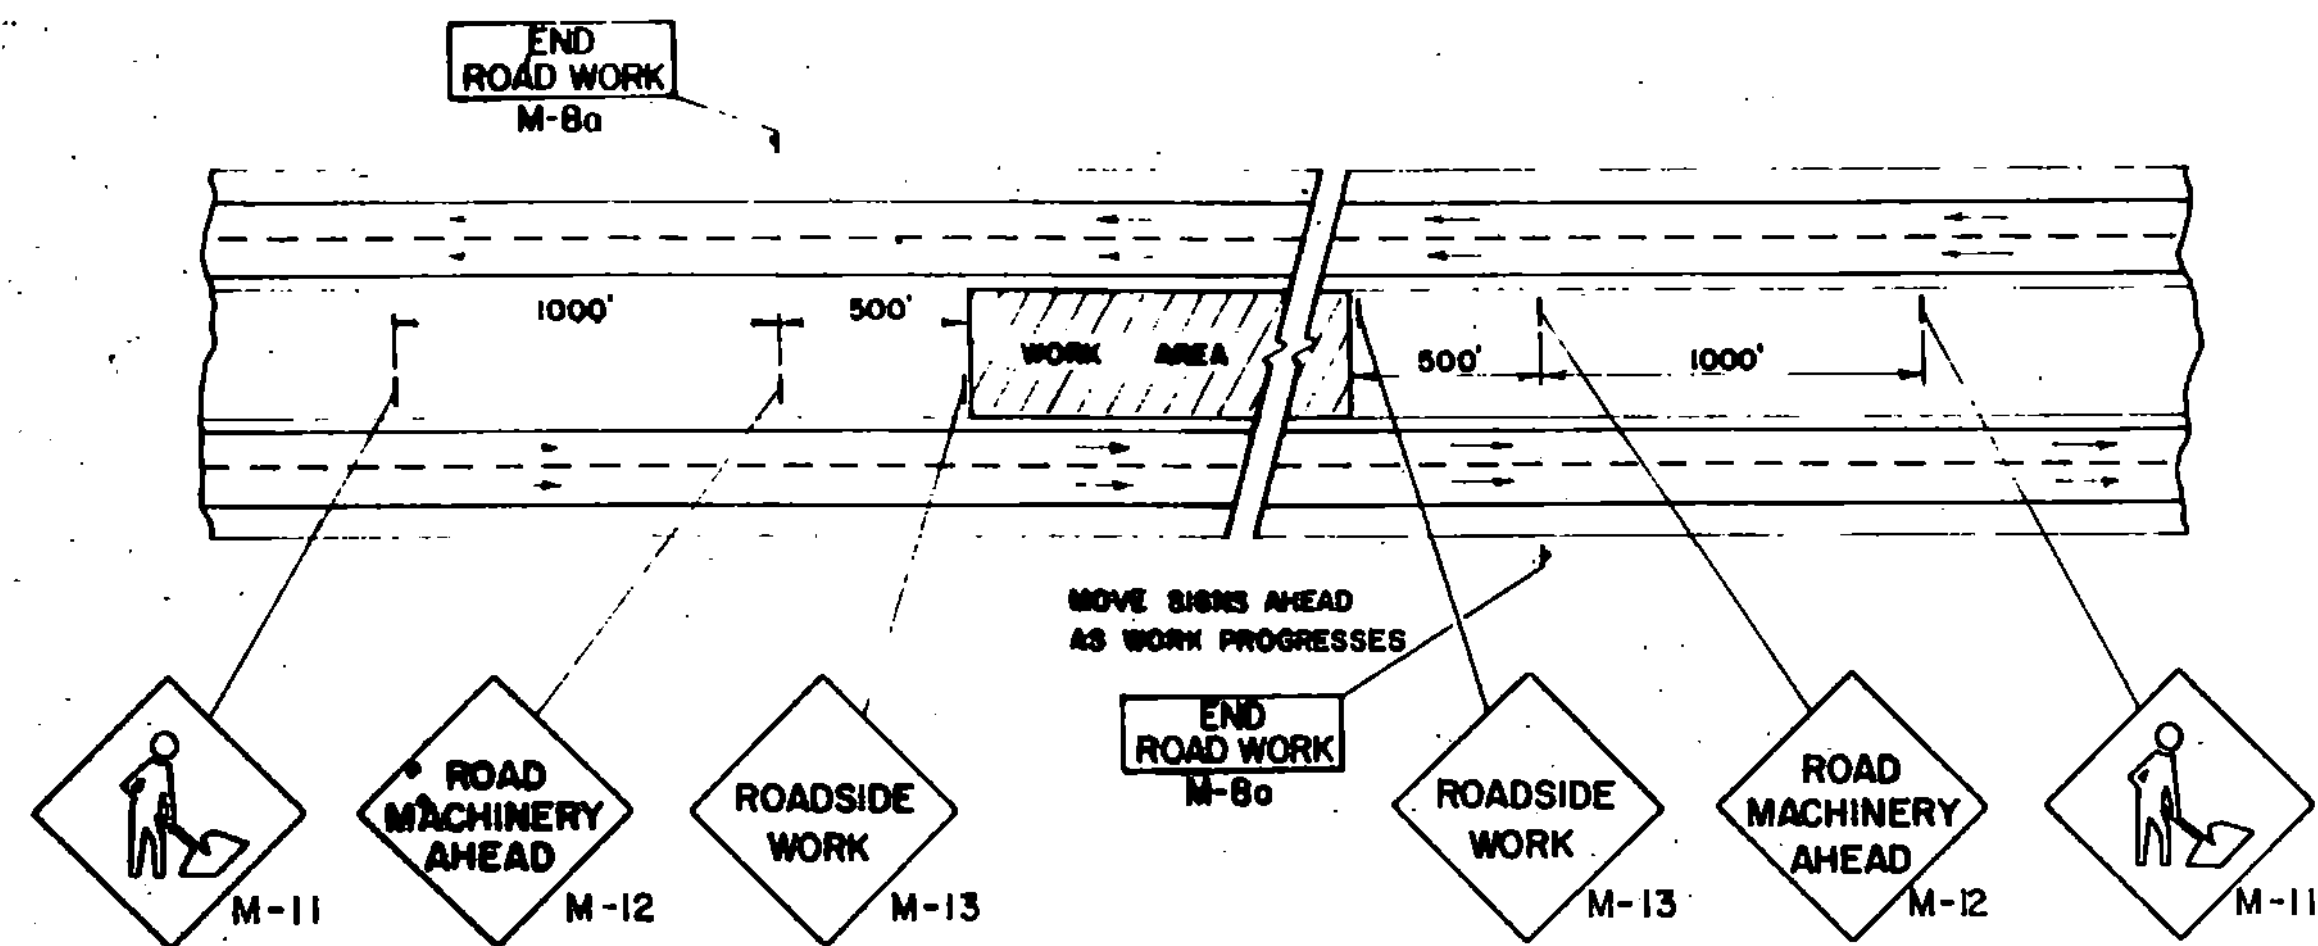 END
ROAD WORK
M-8a
1000'
500'
WORK AREA
500'
1000'
MOVE SIGNS AHEAD
AS WORK PROGRESSES
END
ROAD WORK
M-8a
ROAD
MACHINERY
AHEAD
ROADSIDE
WORK
ROADSIDE
WORK
ROAD
MACHINERY
AHEAD
M-11
M-12
M-13
M-13
M-12
M-11